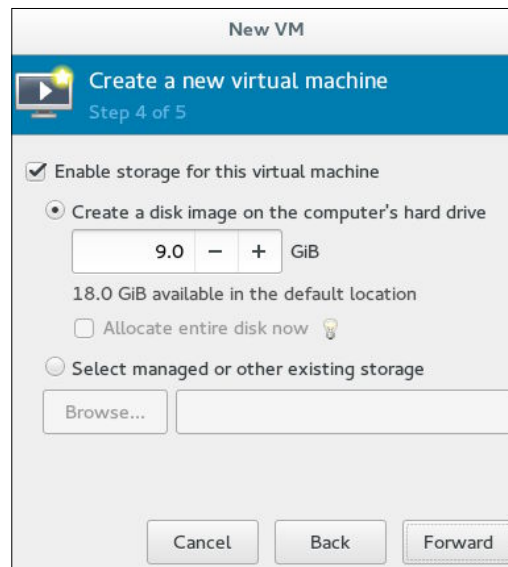 New VM
Create a new virtual machine
Step 4 of 5
Enable storage for this virtual machine
Create a disk image on the computer's hard drive
9.0 − + GiB
18.0 GiB available in the default location
Allocate entire disk now
Select managed or other existing storage
Browse...
Cancel Back Forward